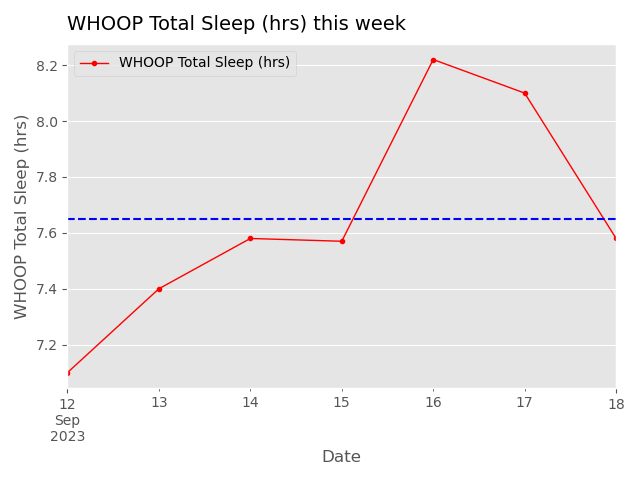 WHOOP Total Sleep (hrs) this week
WHOOP Total Sleep (hrs)
WHOOP Total Sleep (hrs)
8.2
8.0
7.8
7.6
7.4
7.2
12 13 14 15 16 17 18
Sep
2023
Date